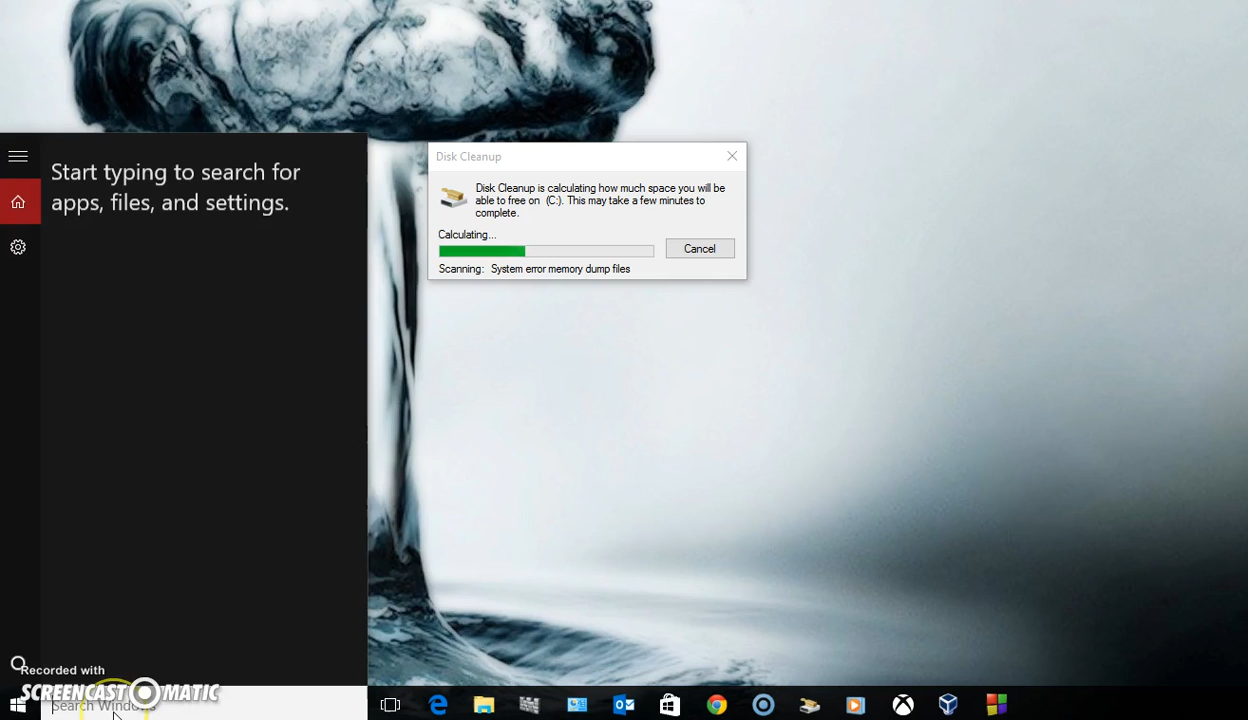 Start typing to search for
apps, files, and settings.
Disk Cleanup
Disk Cleanup is calculating how much space you will be
able to free on  (C:). This may take a few minutes to
complete.
Calculating...
Cancel
Scanning:   System error memory dump files
Recorded with
SCREENCAST-O-MATIC
Search Windows